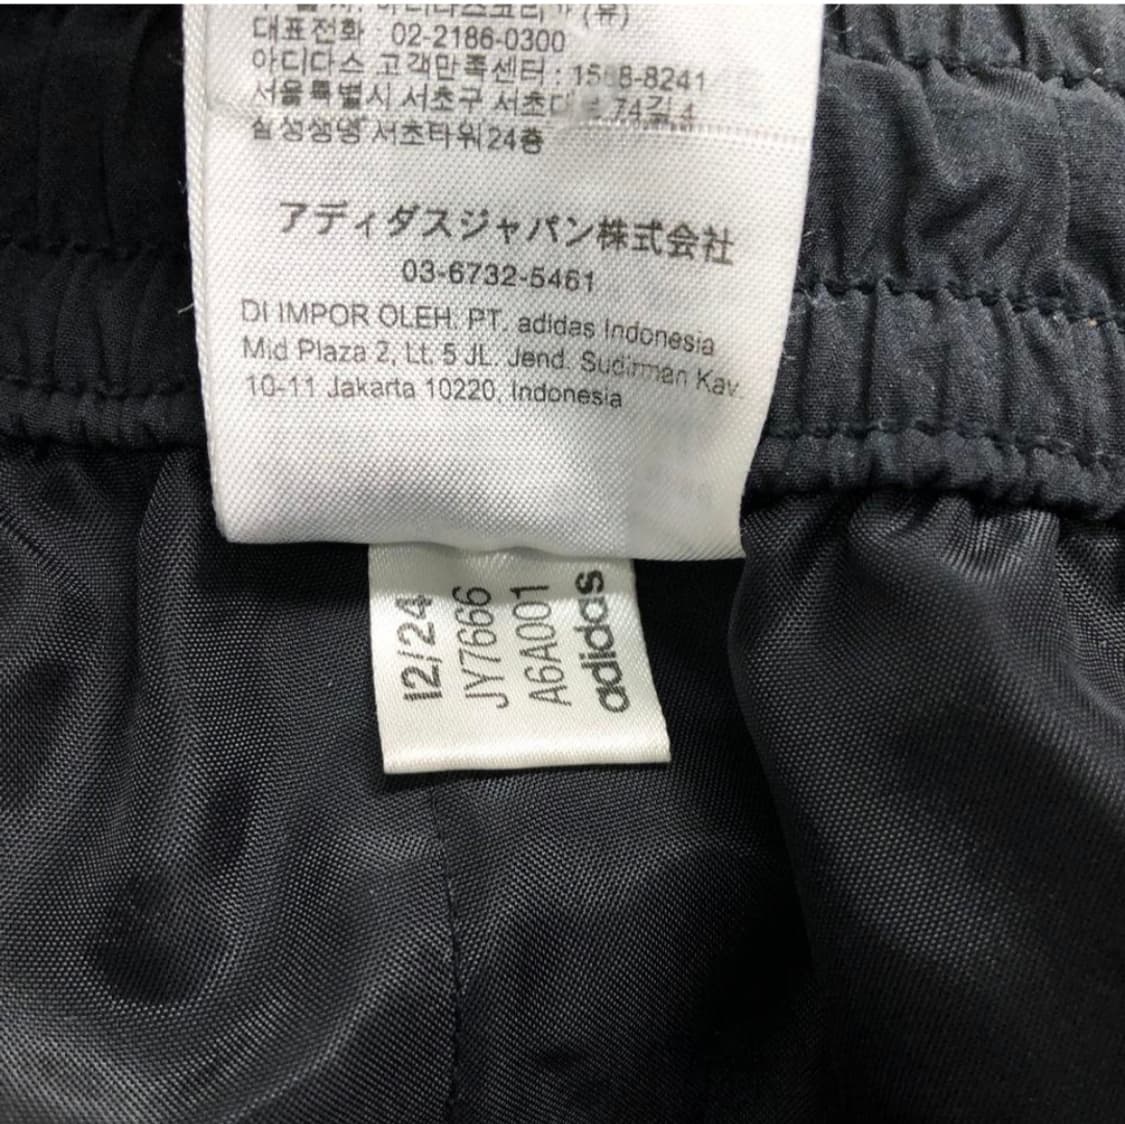 대표전화 : 02-2186-0300
아디다스 고객만족센터 : 1588-8241
서울특별시 서초구 서초대로 74길 4
삼성생명 서초타워 24층
アディダスジャパン株式会社
03-6732-5461
DI IMPOR OLEH. PT. adidas Indonesia
Mid Plaza 2, Lt. 5 JL. Jend. Sudirman Kav.
10-11 Jakarta 10220, Indonesia
12/24
JY7666
A6A001
adidas